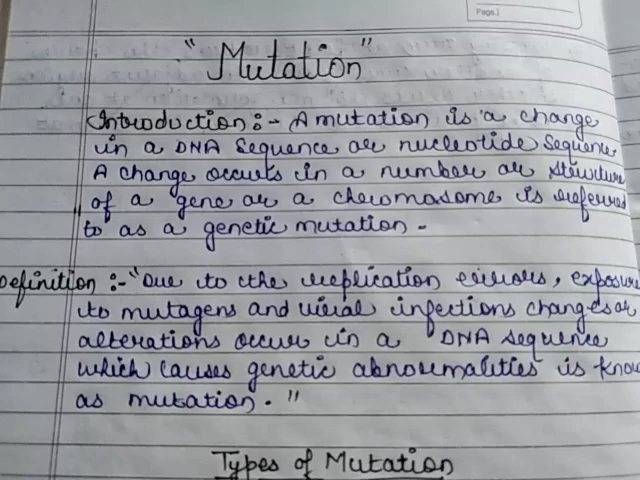 Page.
"Mutation"
Introduction :- A mutation is a change
in a DNA Sequence or nucleotide Sequence
A change occurs in a number or structure
of a gene or a chromosome is referred
to as a genetic mutation.
Definition :- "Due to the replication errors, exposure
to mutagens and viral infections changes or
alterations occur in a DNA sequence
which causes genetic abnormalities is know
as mutation."
Types of Mutation